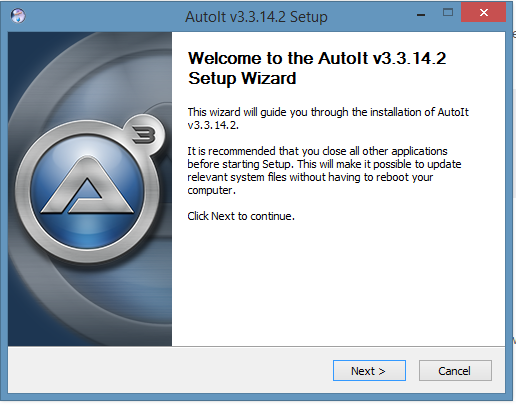 AutoIt v3.3.14.2 Setup
Welcome to the AutoIt v3.3.14.2
Setup Wizard
This wizard will guide you through the installation of AutoIt
v3.3.14.2.
It is recommended that you close all other applications
before starting Setup. This will make it possible to update
relevant system files without having to reboot your
computer.
Click Next to continue.
3
Next >
Cancel